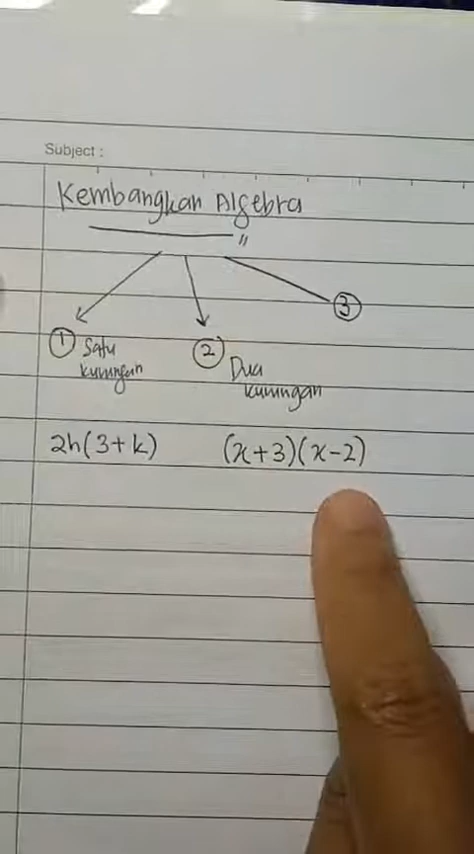 Subject :
Kembangkan Algebra
③
① Satu
kurungan
② Dua
kurungan
2h(3+k)
(x+3)(x-2)